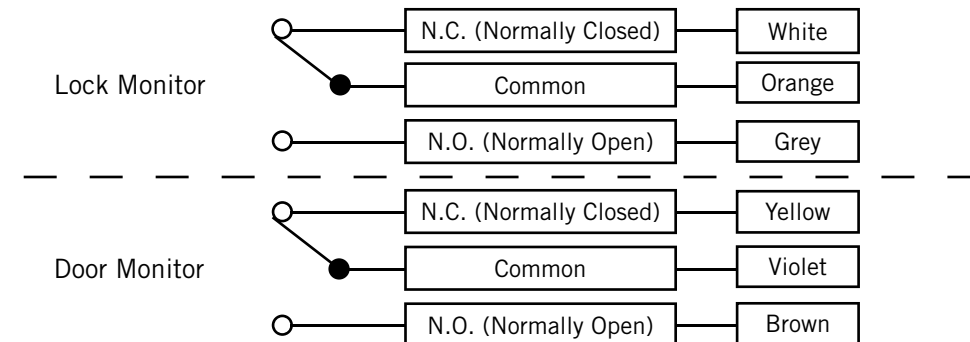 N.C. (Normally Closed) White
Lock Monitor Common Orange
N.O. (Normally Open) Grey
N.C. (Normally Closed) Yellow
Door Monitor Common Violet
N.O. (Normally Open) Brown